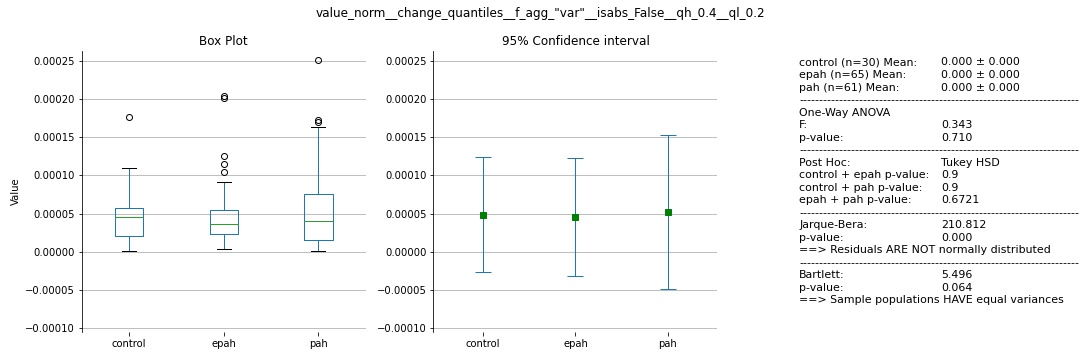 value_norm__change_quantiles__f_agg_"var"__isabs_False__qh_0.4__ql_0.2
Box Plot
0.00025
0.00020
0.00015
0.00010
0.00005
0.00000
−0.00005
−0.00010
Value
control epah pah
95% Confidence interval
0.00025
0.00020
0.00015
0.00010
0.00005
0.00000
−0.00005
−0.00010
control epah pah
control (n=30) Mean: 0.000 ± 0.000
epah (n=65) Mean: 0.000 ± 0.000
pah (n=61) Mean: 0.000 ± 0.000
One-Way ANOVA
F: 0.343
p-value: 0.710
Post Hoc: Tukey HSD
control + epah p-value: 0.9
control + pah p-value: 0.9
epah + pah p-value: 0.6721
Jarque-Bera: 210.812
p-value: 0.000
==> Residuals ARE NOT normally distributed
Bartlett: 5.496
p-value: 0.064
==> Sample populations HAVE equal variances